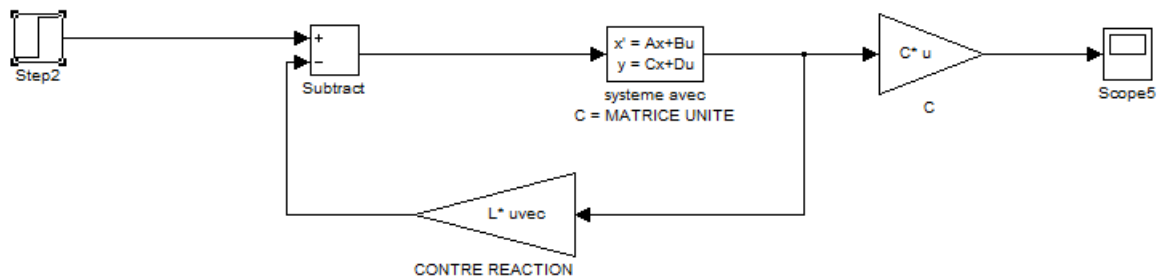 Step2
+
−
Subtract
x' = Ax+Bu
y = Cx+Du
systeme avec
C = MATRICE UNITE
C* u
C
Scope5
L* uvec
CONTRE REACTION